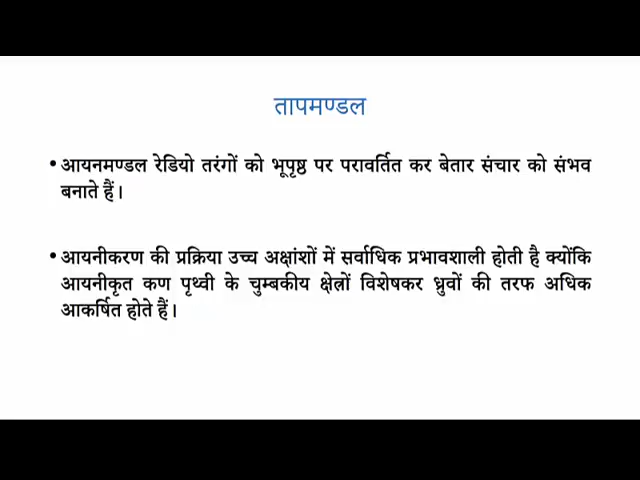 तापमण्डल
• आयनमण्डल रेडियो तरंगों को भूपृष्ठ पर परावर्तित कर बेतार संचार को संभव
बनाते हैं।
• आयनीकरण की प्रक्रिया उच्च अक्षांशों में सर्वाधिक प्रभावशाली होती है क्योंकि
आयनीकृत कण पृथ्वी के चुम्बकीय क्षेत्नों विशेषकर ध्रुवों की तरफ अधिक
आकर्षित होते हैं।